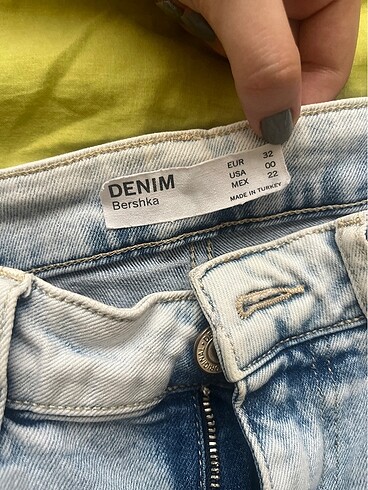 DENIM
Bershka
EUR 32
USA 00
MEX 22
MADE IN TURKEY